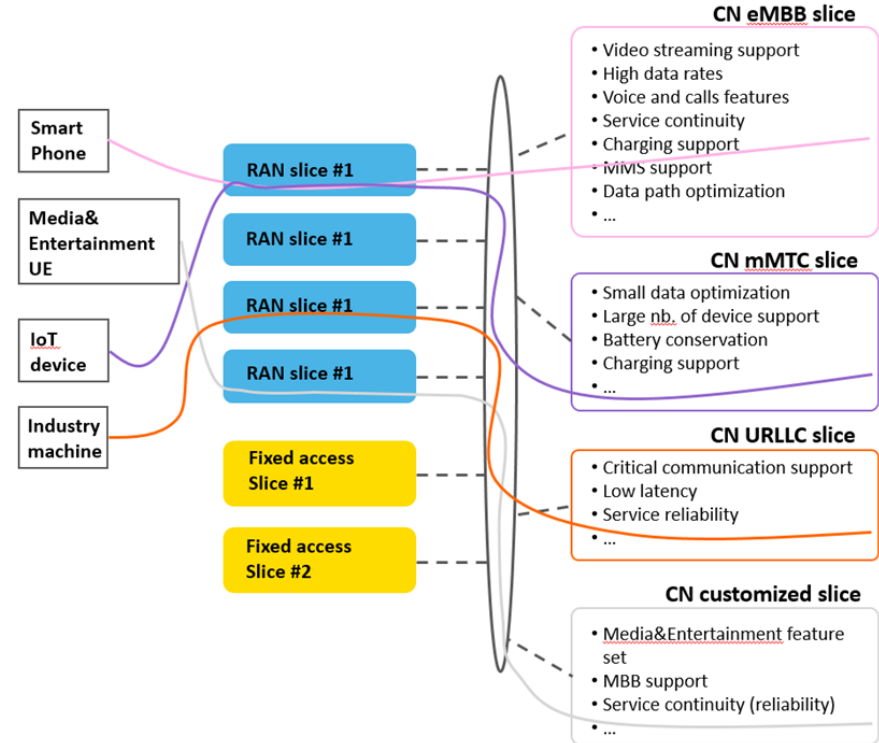 CN eMBB slice
• Video streaming support
• High data rates
• Voice and calls features
• Service continuity
• Charging support
• MMS support
• Data path optimization
• ...
Smart
Phone
Media&
Entertainment
UE
IoT
device
Industry
machine
RAN slice #1
RAN slice #1
RAN slice #1
RAN slice #1
Fixed access
Slice #1
Fixed access
Slice #2
CN mMTC slice
• Small data optimization
• Large nb. of device support
• Battery conservation
• Charging support
• ...
CN URLLC slice
• Critical communication support
• Low latency
• Service reliability
• ...
CN customized slice
• Media&Entertainment feature
set
• MBB support
• Service continuity (reliability)
• ...